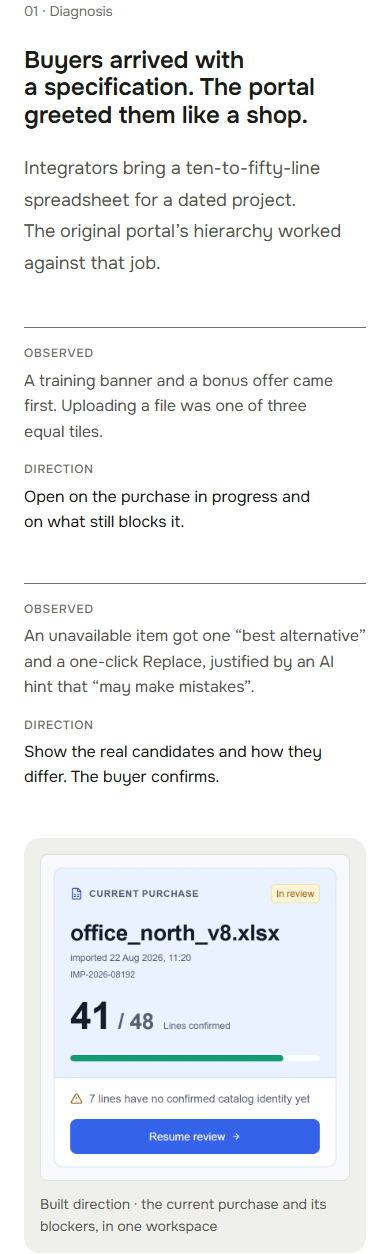 01 · Diagnosis
Buyers arrived with
a specification. The portal
greeted them like a shop.
Integrators bring a ten-to-fifty-line
spreadsheet for a dated project.
The original portal’s hierarchy worked
against that job.
OBSERVED
A training banner and a bonus offer came
first. Uploading a file was one of three
equal tiles.
DIRECTION
Open on the purchase in progress and
on what still blocks it.
OBSERVED
An unavailable item got one “best alternative”
and a one-click Replace, justified by an AI
hint that “may make mistakes”.
DIRECTION
Show the real candidates and how they
differ. The buyer confirms.
CURRENT PURCHASE
In review
office_north_v8.xlsx
imported 22 Aug 2026, 11:20
IMP-2026-08192
41 / 48 Lines confirmed
7 lines have no confirmed catalog identity yet
Resume review →
Built direction · the current purchase and its
blockers, in one workspace